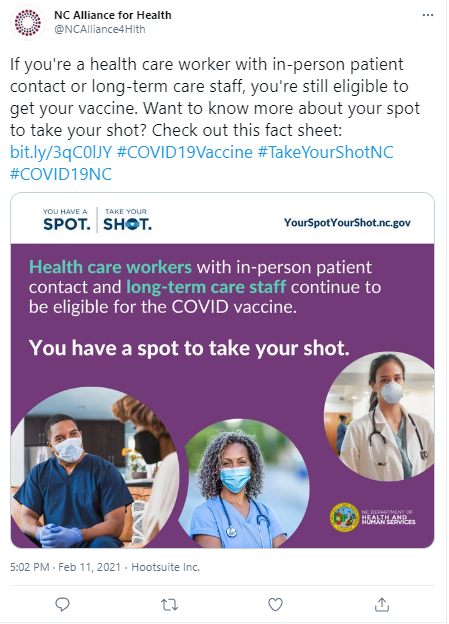 NC Alliance for Health
@NCAlliance4Hlth
If you're a health care worker with in-person patient
contact or long-term care staff, you're still eligible to
get your vaccine. Want to know more about your spot
to take your shot? Check out this fact sheet:
bit.ly/3qC0lJY #COVID19Vaccine #TakeYourShotNC
#COVID19NC
YOU HAVE A
SPOT.
TAKE YOUR
SHOT.
YourSpotYourShot.nc.gov
Health care workers with in-person patient
contact and long-term care staff continue to
be eligible for the COVID vaccine.
You have a spot to take your shot.
NC DEPARTMENT OF
HEALTH AND
HUMAN SERVICES
5:02 PM · Feb 11, 2021 · Hootsuite Inc.